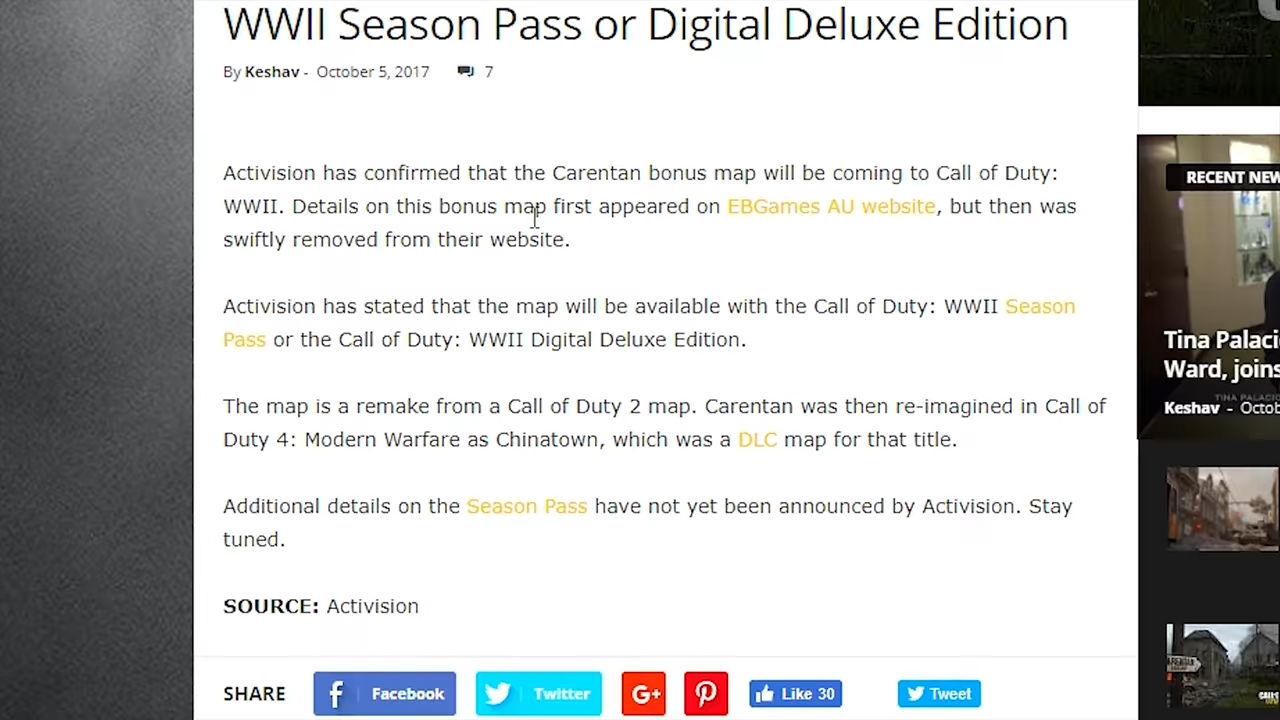 WWII Season Pass or Digital Deluxe Edition
By Keshav - October 5, 2017 7
Activision has confirmed that the Carentan bonus map will be coming to Call of Duty:
WWII. Details on this bonus map first appeared on EBGames AU website, but then was
swiftly removed from their website.
Activision has stated that the map will be available with the Call of Duty: WWII Season
Pass or the Call of Duty: WWII Digital Deluxe Edition.
The map is a remake from a Call of Duty 2 map. Carentan was then re-imagined in Call of
Duty 4: Modern Warfare as Chinatown, which was a DLC map for that title.
Additional details on the Season Pass have not yet been announced by Activision. Stay
tuned.
SOURCE: Activision
SHARE Facebook Twitter G+ Like 30 Tweet
RECENT NEW
Tina Palaci
Ward, joins
TINA PALACIO
Keshav - Octo
CARENTAN
CALL OF